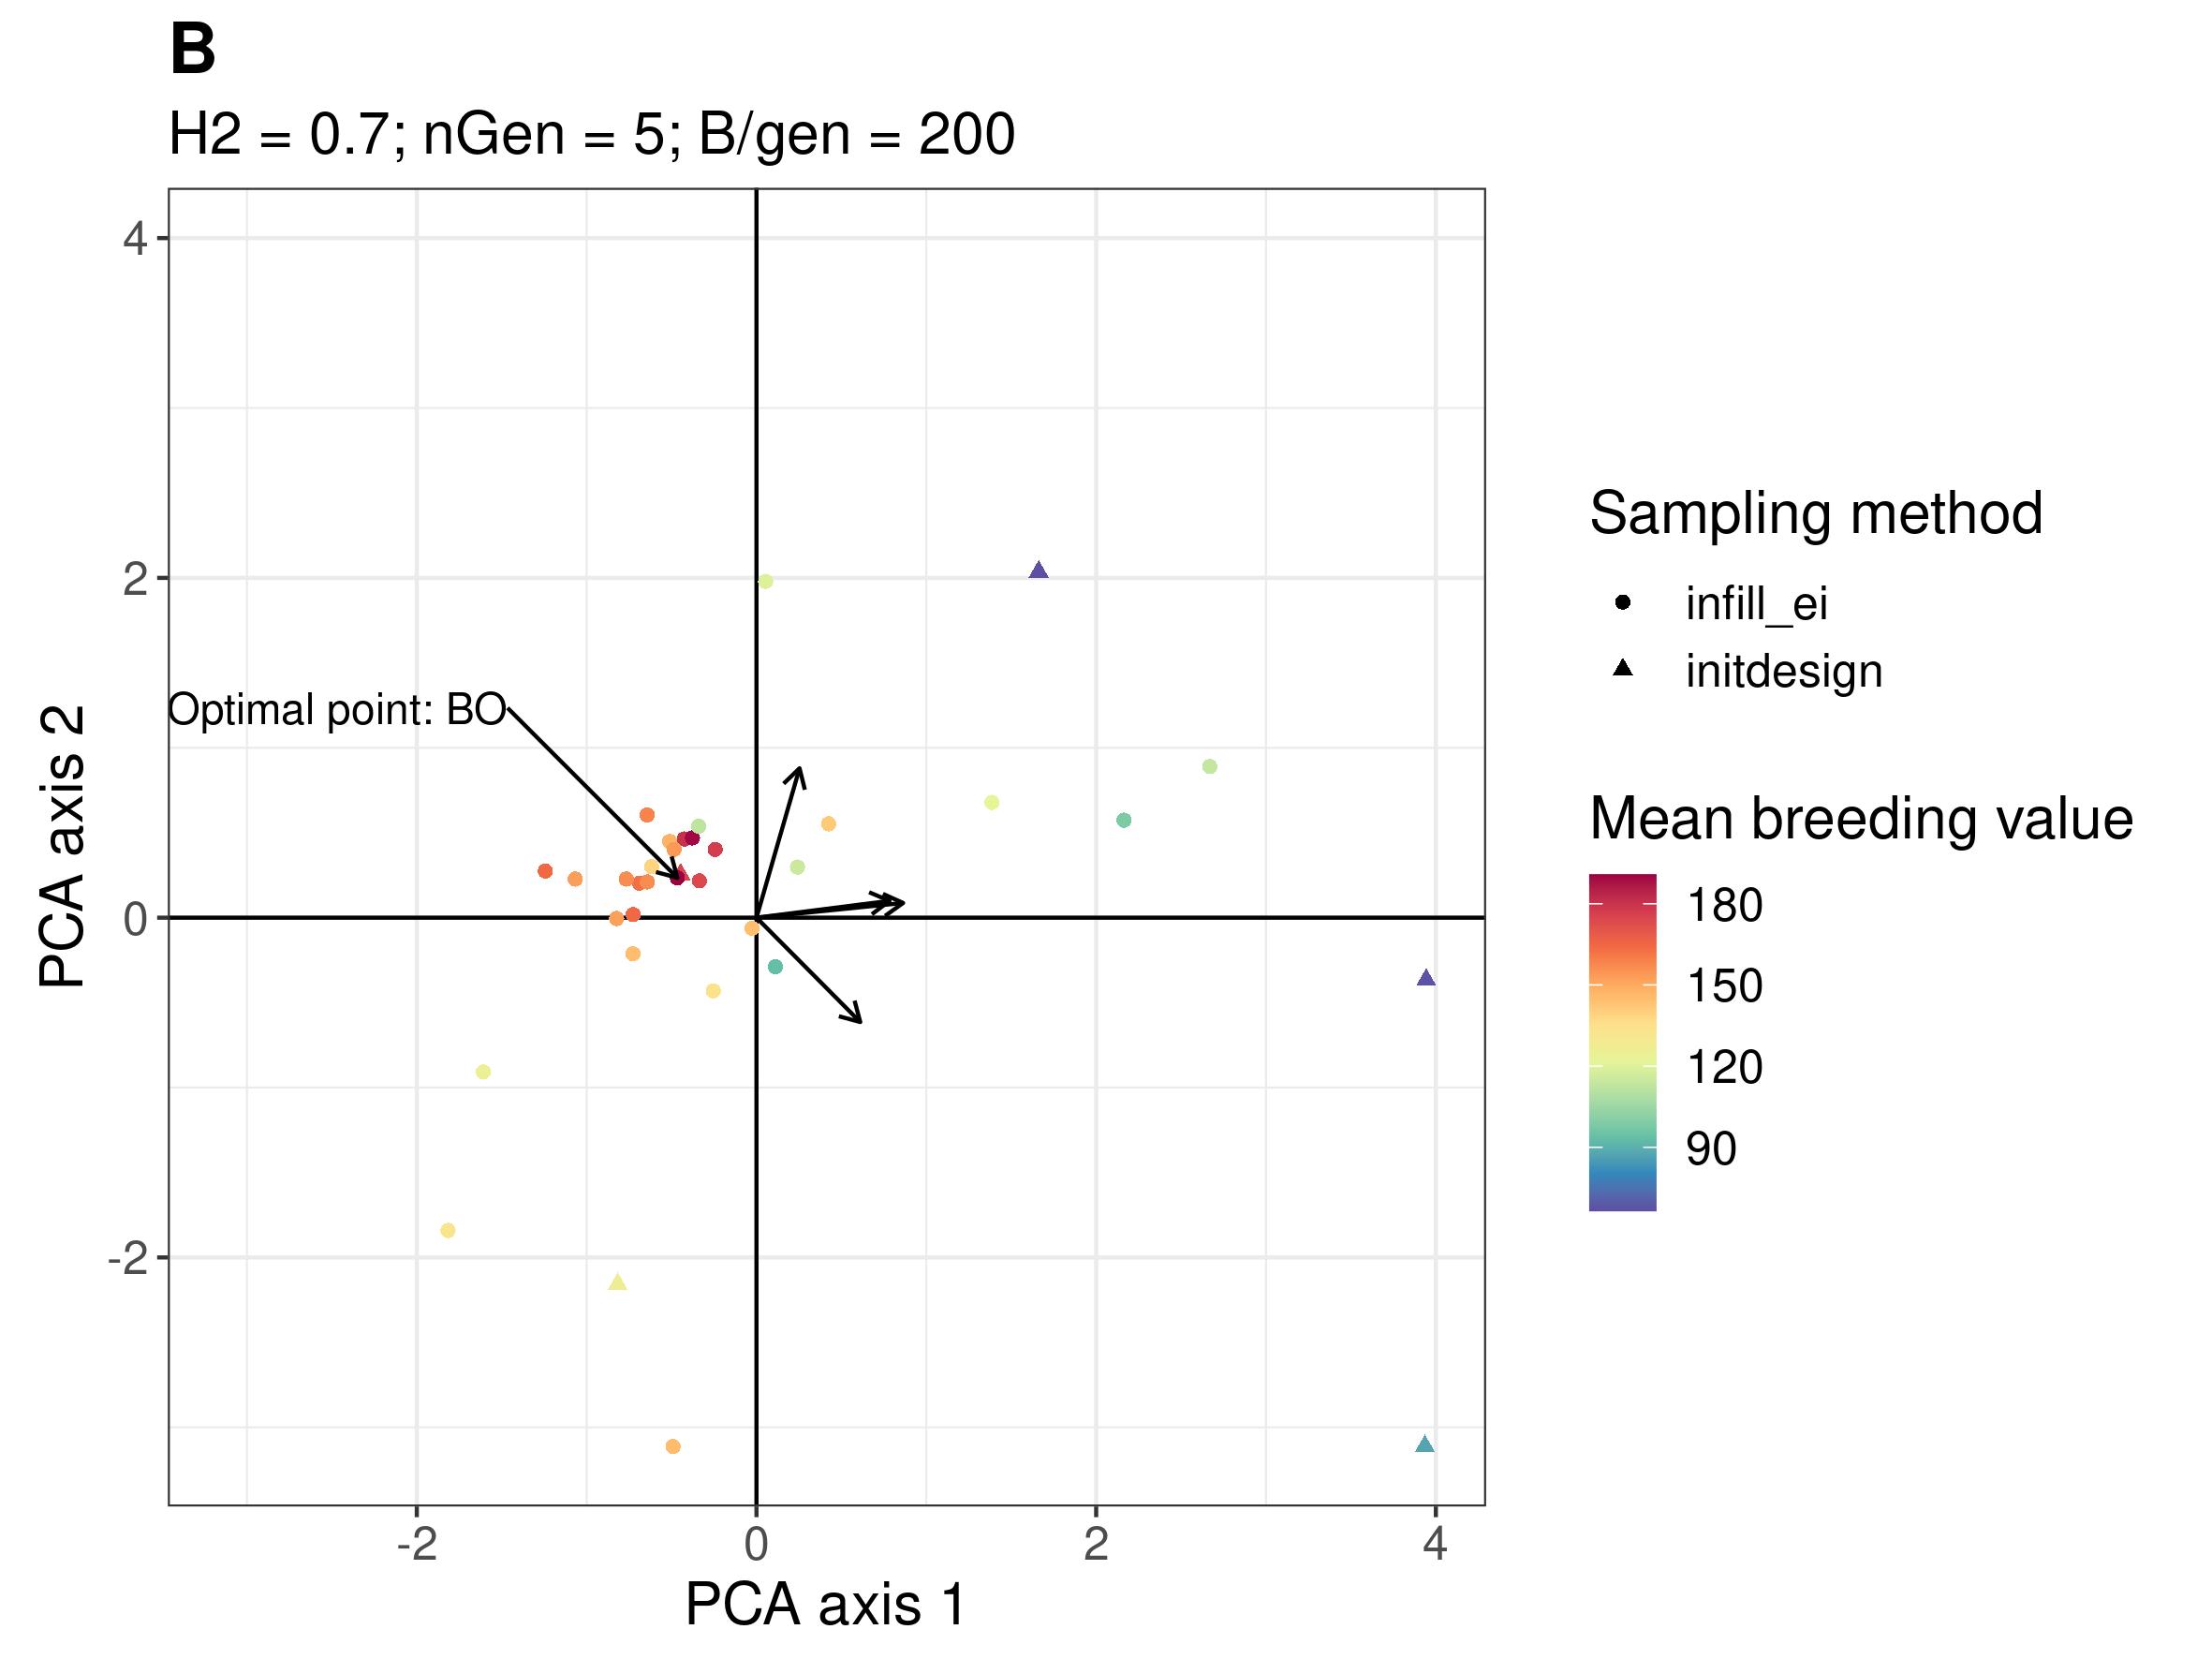 B
H2 = 0.7; nGen = 5; B/gen = 200
4
2
0
-2
PCA axis 2
Optimal point: BO
-2
0
2
4
PCA axis 1
Sampling method
infill_ei
initdesign
Mean breeding value
180
150
120
90